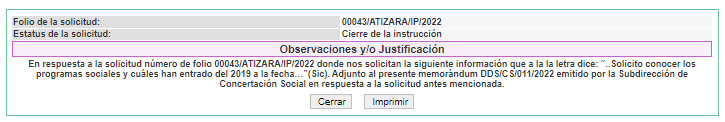 Folio de la solicitud: 00043/ATIZARA/IP/2022
Estatus de la solicitud: Cierre de la instrucción
Observaciones y/o Justificación
En respuesta a la solicitud número de folio 00043/ATIZARA/IP/2022 donde nos solicitan la siguiente información que a la la letra dice: ¨..Solicito conocer los
programas sociales y cuáles han entrado del 2019 a la fecha...¨(Sic). Adjunto al presente memorándum DDS/CS/011/2022 emitido por la Subdirección de
Concertación Social en respuesta a la solicitud antes mencionada.
Cerrar Imprimir